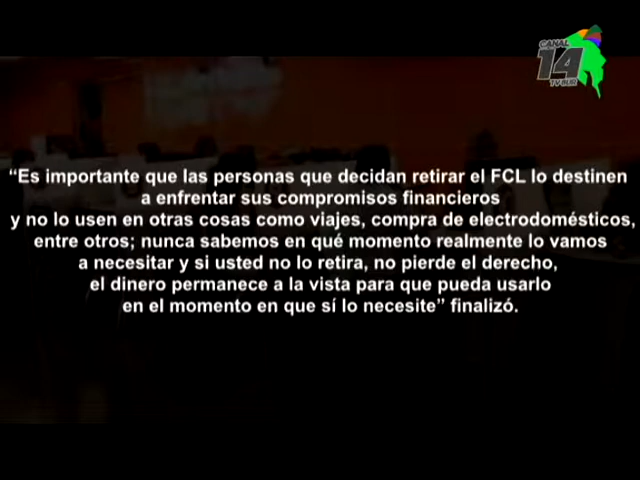 CANAL
14
TV SUR
“Es importante que las personas que decidan retirar el FCL lo destinen
a enfrentar sus compromisos financieros
y no lo usen en otras cosas como viajes, compra de electrodomésticos,
entre otros; nunca sabemos en qué momento realmente lo vamos
a necesitar y si usted no lo retira, no pierde el derecho,
el dinero permanece a la vista para que pueda usarlo
en el momento en que sí lo necesite” finalizó.